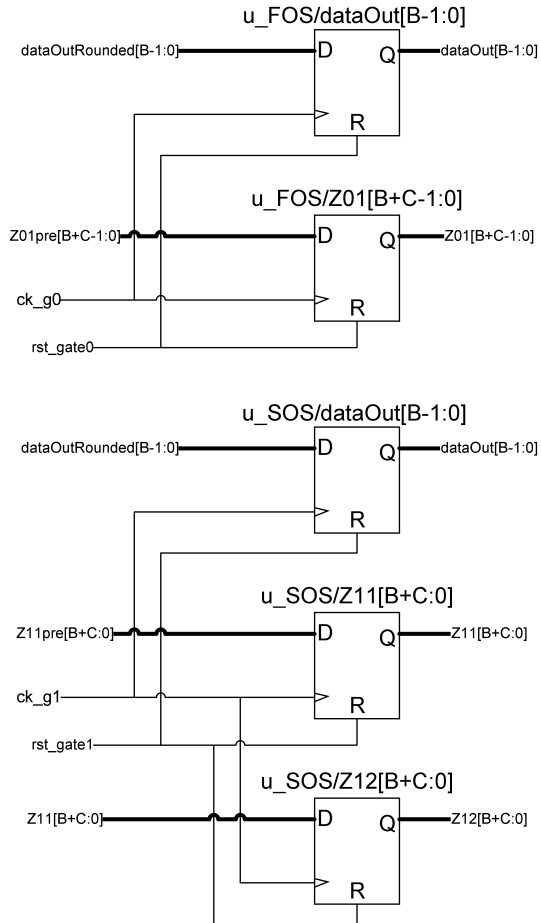 u_FOS/dataOut[B-1:0]
dataOutRounded[B-1:0] D Q dataOut[B-1:0]
R
u_FOS/Z01[B+C-1:0]
Z01pre[B+C-1:0] D Q Z01[B+C-1:0]
ck_g0
R
rst_gate0
u_SOS/dataOut[B-1:0]
dataOutRounded[B-1:0] D Q dataOut[B-1:0]
R
u_SOS/Z11[B+C:0]
Z11pre[B+C:0] D Q Z11[B+C:0]
ck_g1
R
rst_gate1
u_SOS/Z12[B+C:0]
Z11[B+C:0] D Q Z12[B+C:0]
R